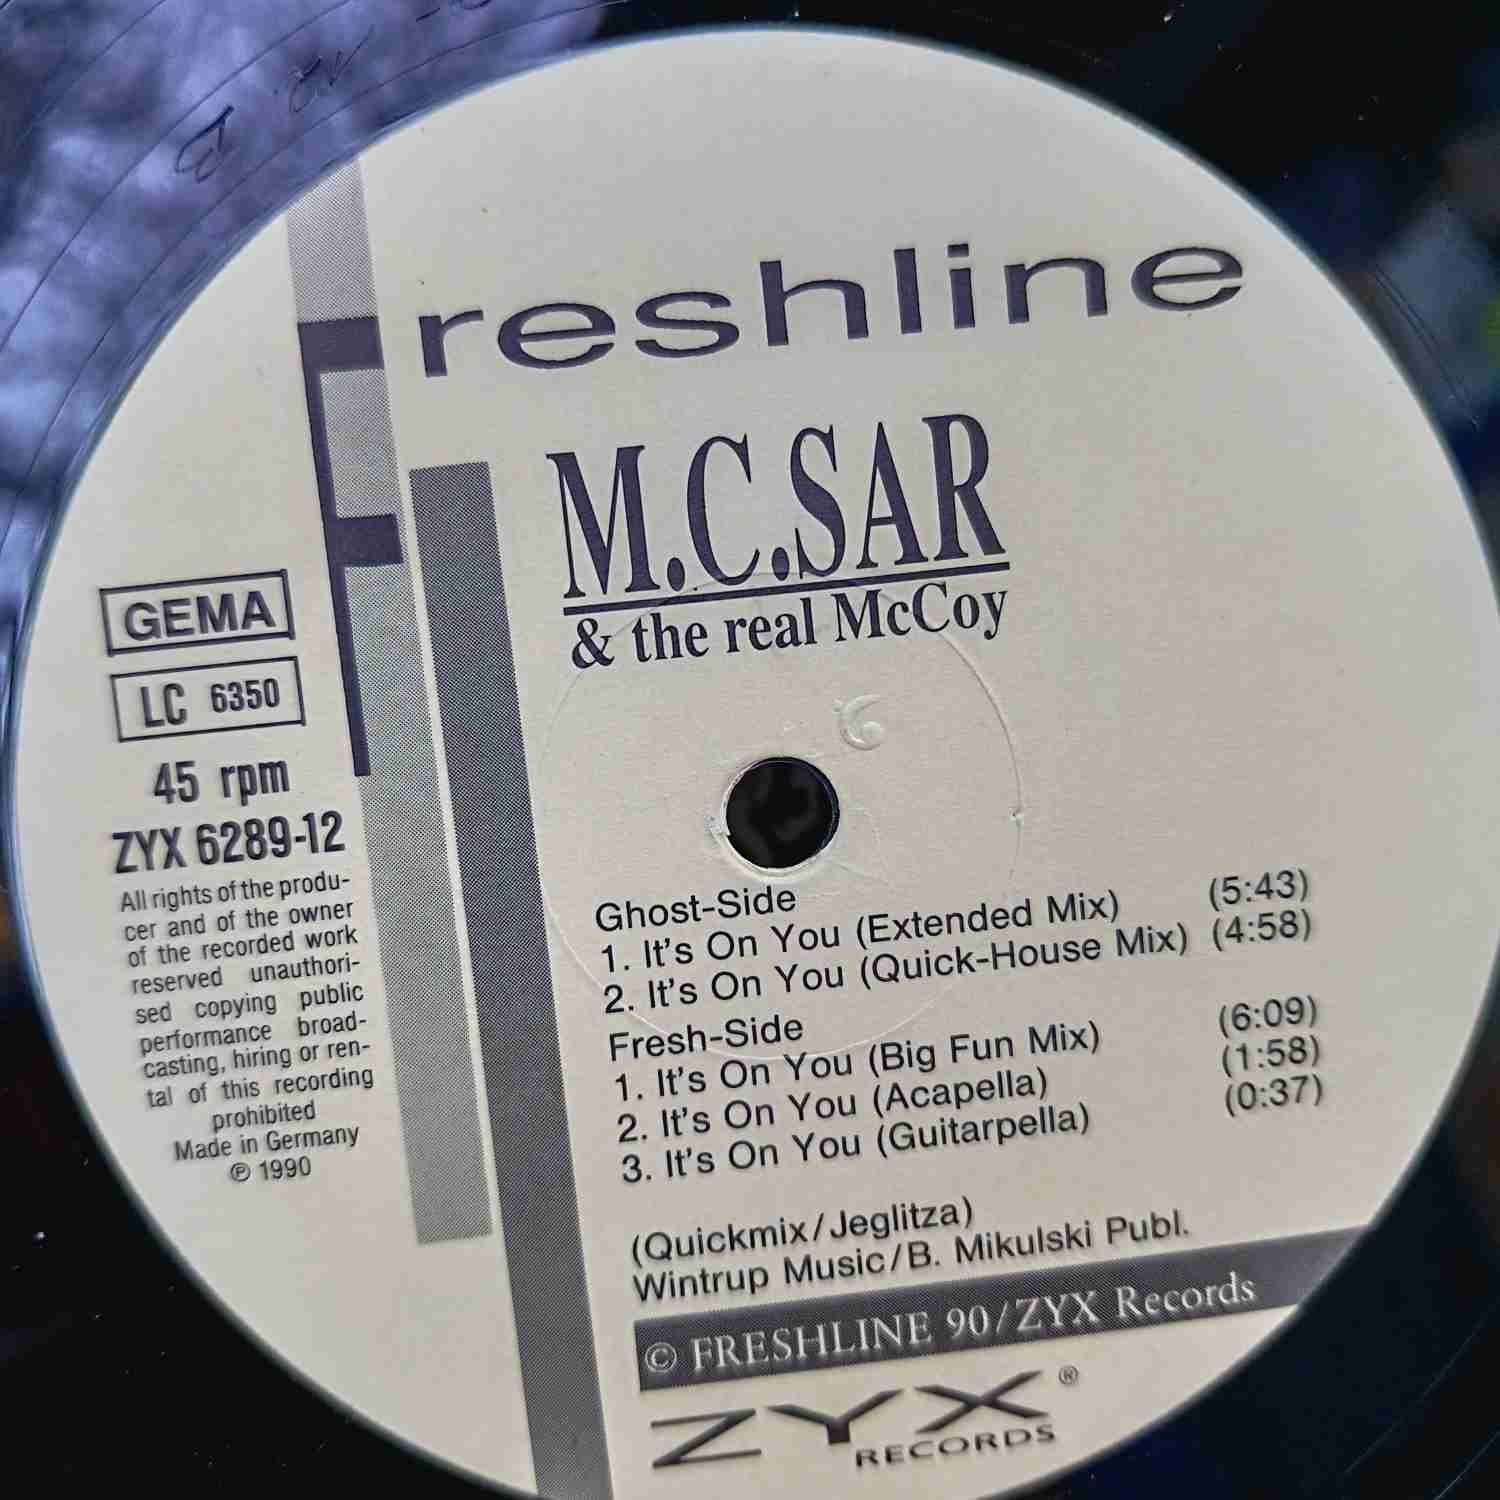 Freshline
M.C.SAR
& the real McCoy
GEMA
LC 6350
45 rpm
ZYX 6289-12
All rights of the produ-
cer and of the owner
of the recorded work
reserved unauthori-
sed copying public
performance broad-
casting, hiring or ren-
tal of this recording
prohibited
Made in Germany
℗ 1990
Ghost-Side
1. It's On You (Extended Mix) (5:43)
2. It's On You (Quick-House Mix) (4:58)
Fresh-Side
1. It's On You (Big Fun Mix) (6:09)
2. It's On You (Acapella) (1:58)
3. It's On You (Guitarpella) (0:37)
(Quickmix/Jeglitza)
Wintrup Music/B. Mikulski Publ.
© FRESHLINE 90/ZYX Records
ZYX ®
RECORDS